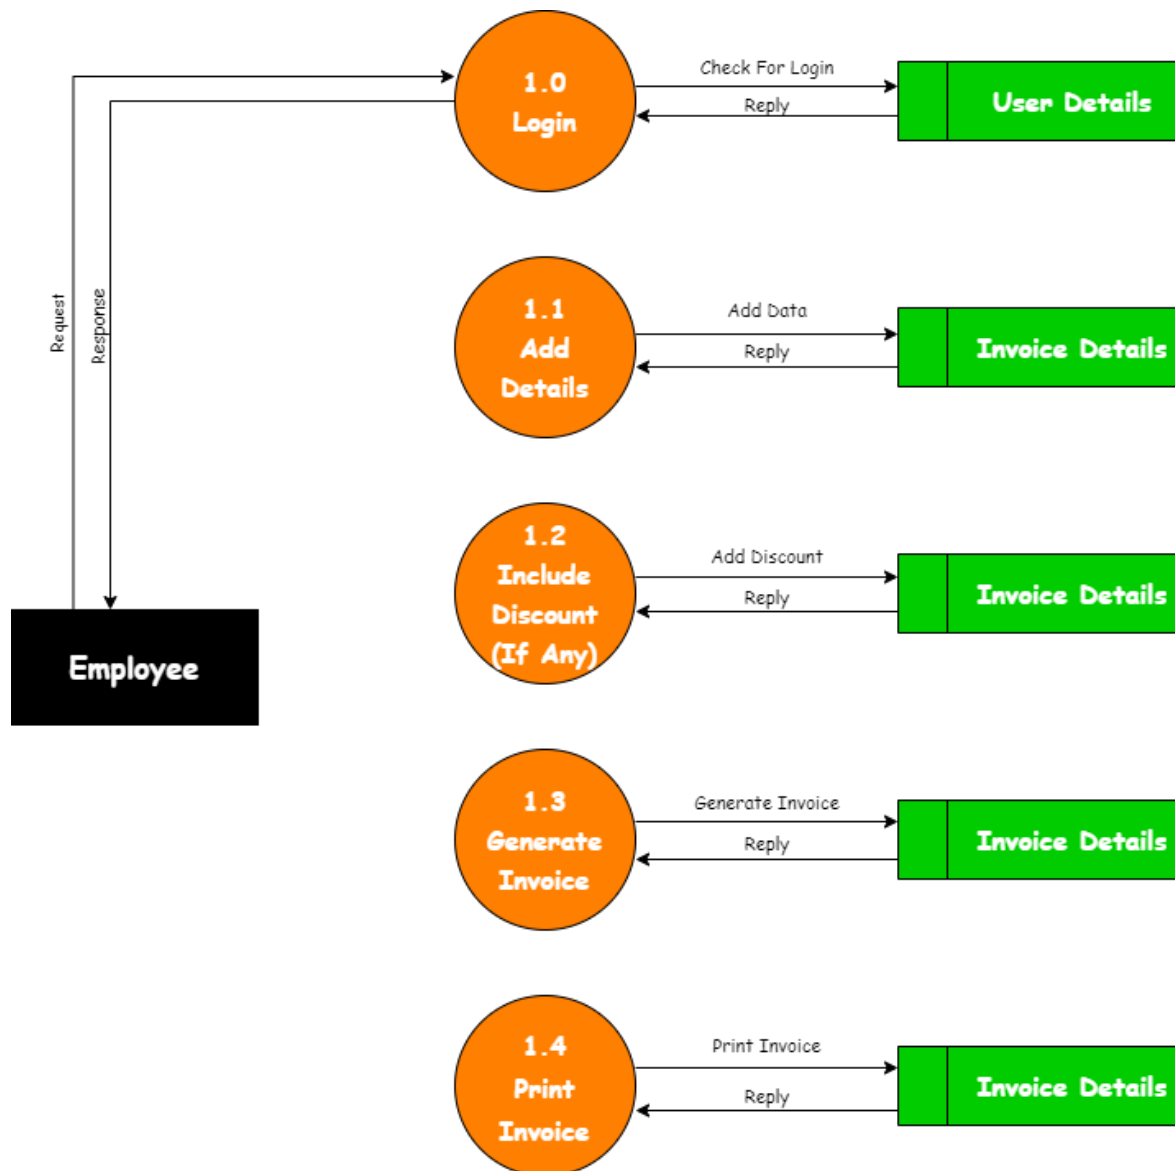 1.0
Login
Check For Login
Reply
User Details
Request
Response
1.1
Add
Details
Add Data
Reply
Invoice Details
1.2
Include
Discount
(If Any)
Add Discount
Reply
Invoice Details
Employee
1.3
Generate
Invoice
Generate Invoice
Reply
Invoice Details
1.4
Print
Invoice
Print Invoice
Reply
Invoice Details